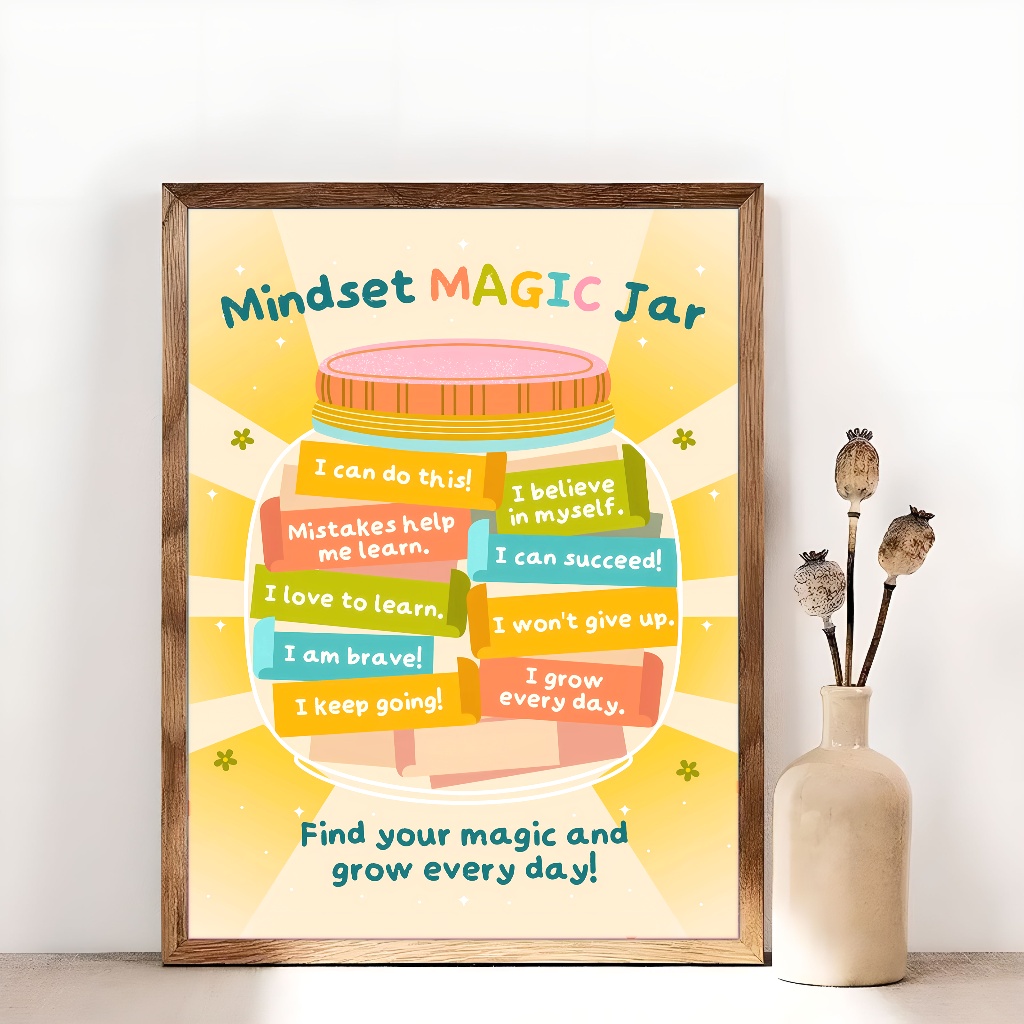 Mindset MAGIC Jar
I can do this!
I believe
in myself.
Mistakes help
me learn.
I can succeed!
I love to learn.
I won't give up.
I am brave!
I grow
every day.
I keep going!
Find your magic and
grow every day!